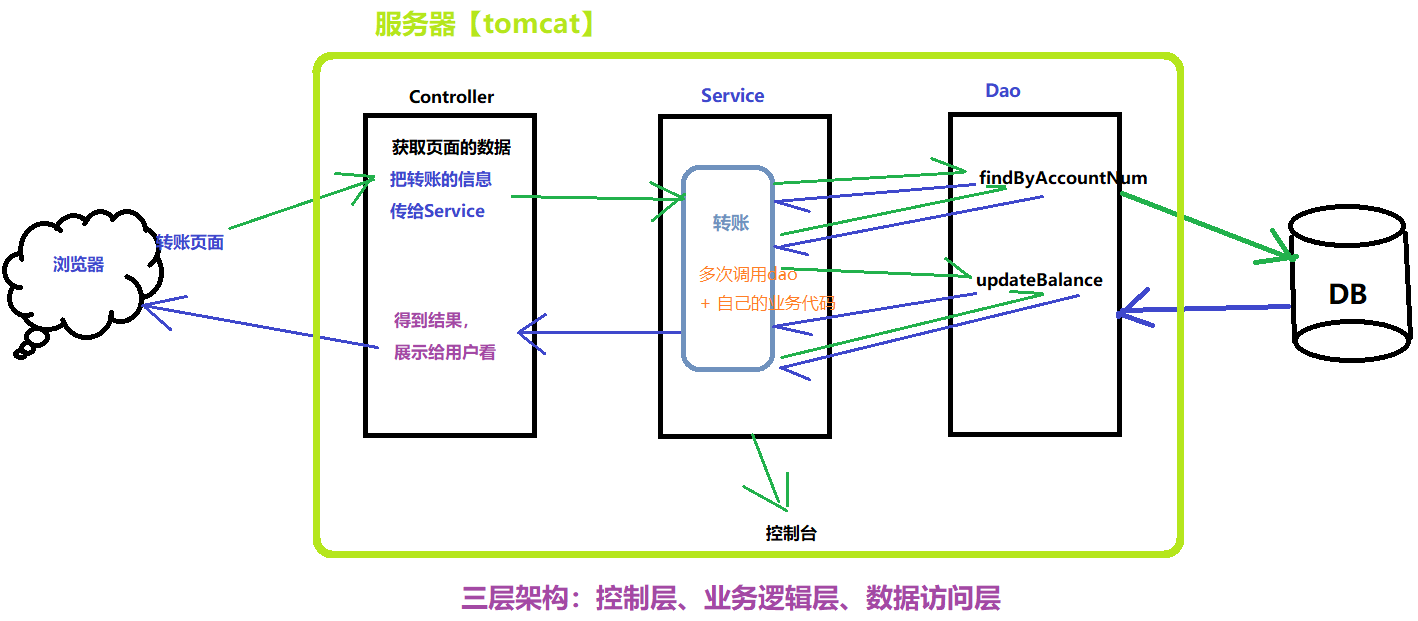 服务器【tomcat】
Controller
Service
Dao
获取页面的数据
把转账的信息
传给Service
转账页面
浏览器
得到结果，
展示给用户看
转账
多次调用dao
+ 自己的业务代码
findByAccountNum
updateBalance
DB
控制台
三层架构：控制层、业务逻辑层、数据访问层